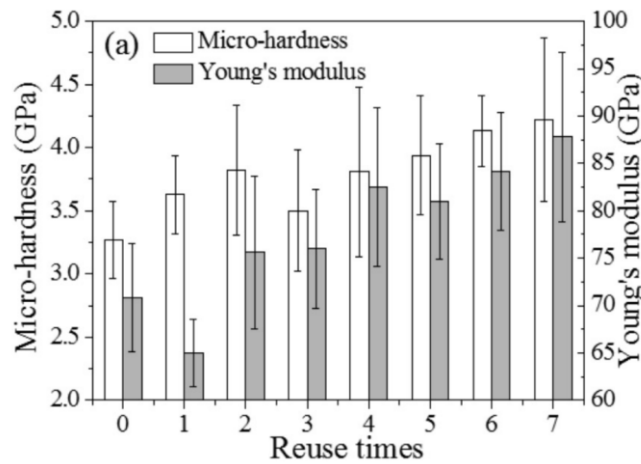 (a)
Micro-hardness
Young's modulus
Micro-hardness (GPa)
5.0
4.5
4.0
3.5
3.0
2.5
2.0
Young's modulus (GPa)
100
95
90
85
80
75
70
65
60
0 1 2 3 4 5 6 7
Reuse times